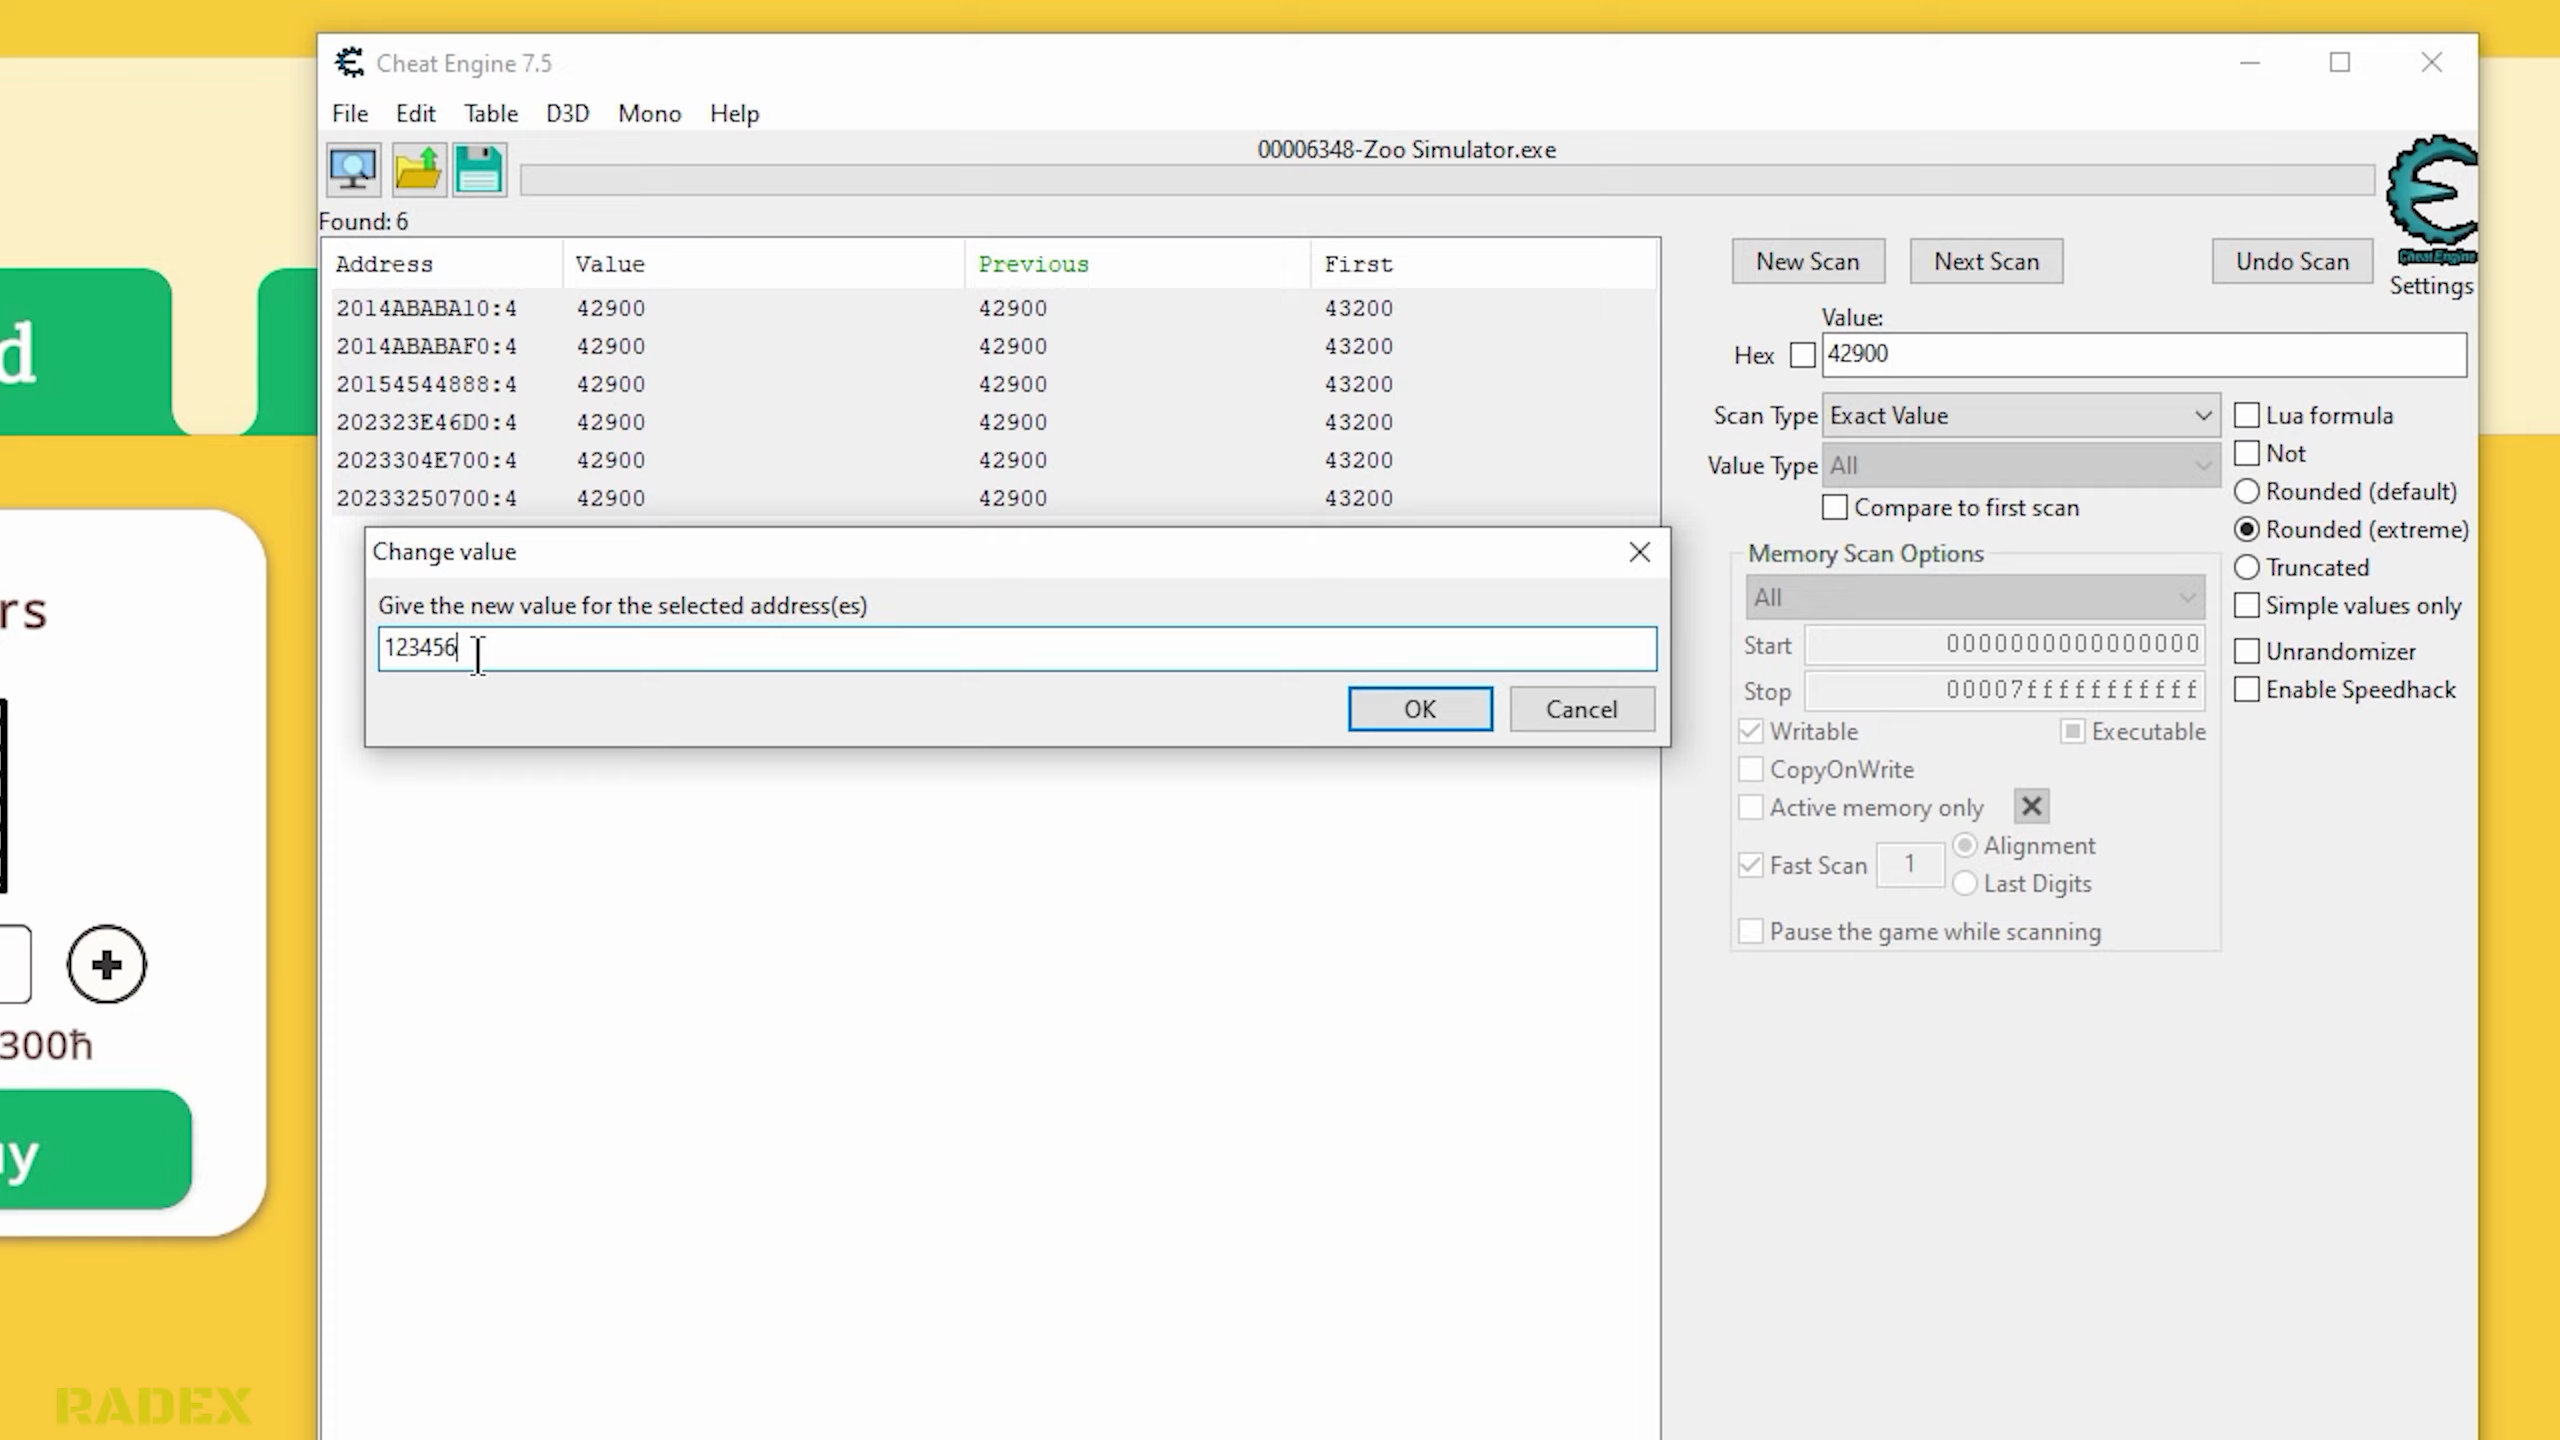 Cheat Engine 7.5
File Edit Table D3D Mono Help
00006348-Zoo Simulator.exe
Found: 6
Address Value Previous First
2014ABABA10:4 42900 42900 43200
2014ABABAF0:4 42900 42900 43200
20154544888:4 42900 42900 43200
202323E46D0:4 42900 42900 43200
2023304E700:4 42900 42900 43200
20233250700:4 42900 42900 43200
Change value
Give the new value for the selected address(es)
123456
OK Cancel
New Scan Next Scan Undo Scan
Cheat Engine
Settings
Value:
Hex 42900
Scan Type Exact Value
Value Type All
Compare to first scan
Lua formula
Not
Rounded (default)
Rounded (extreme)
Truncated
Simple values only
Unrandomizer
Enable Speedhack
Memory Scan Options
All
Start 0000000000000000
Stop 00007fffffffffff
Writable Executable
CopyOnWrite
Active memory only
Fast Scan 1 Alignment
Last Digits
Pause the game while scanning
d
rs
300ħ
uy
RADEX